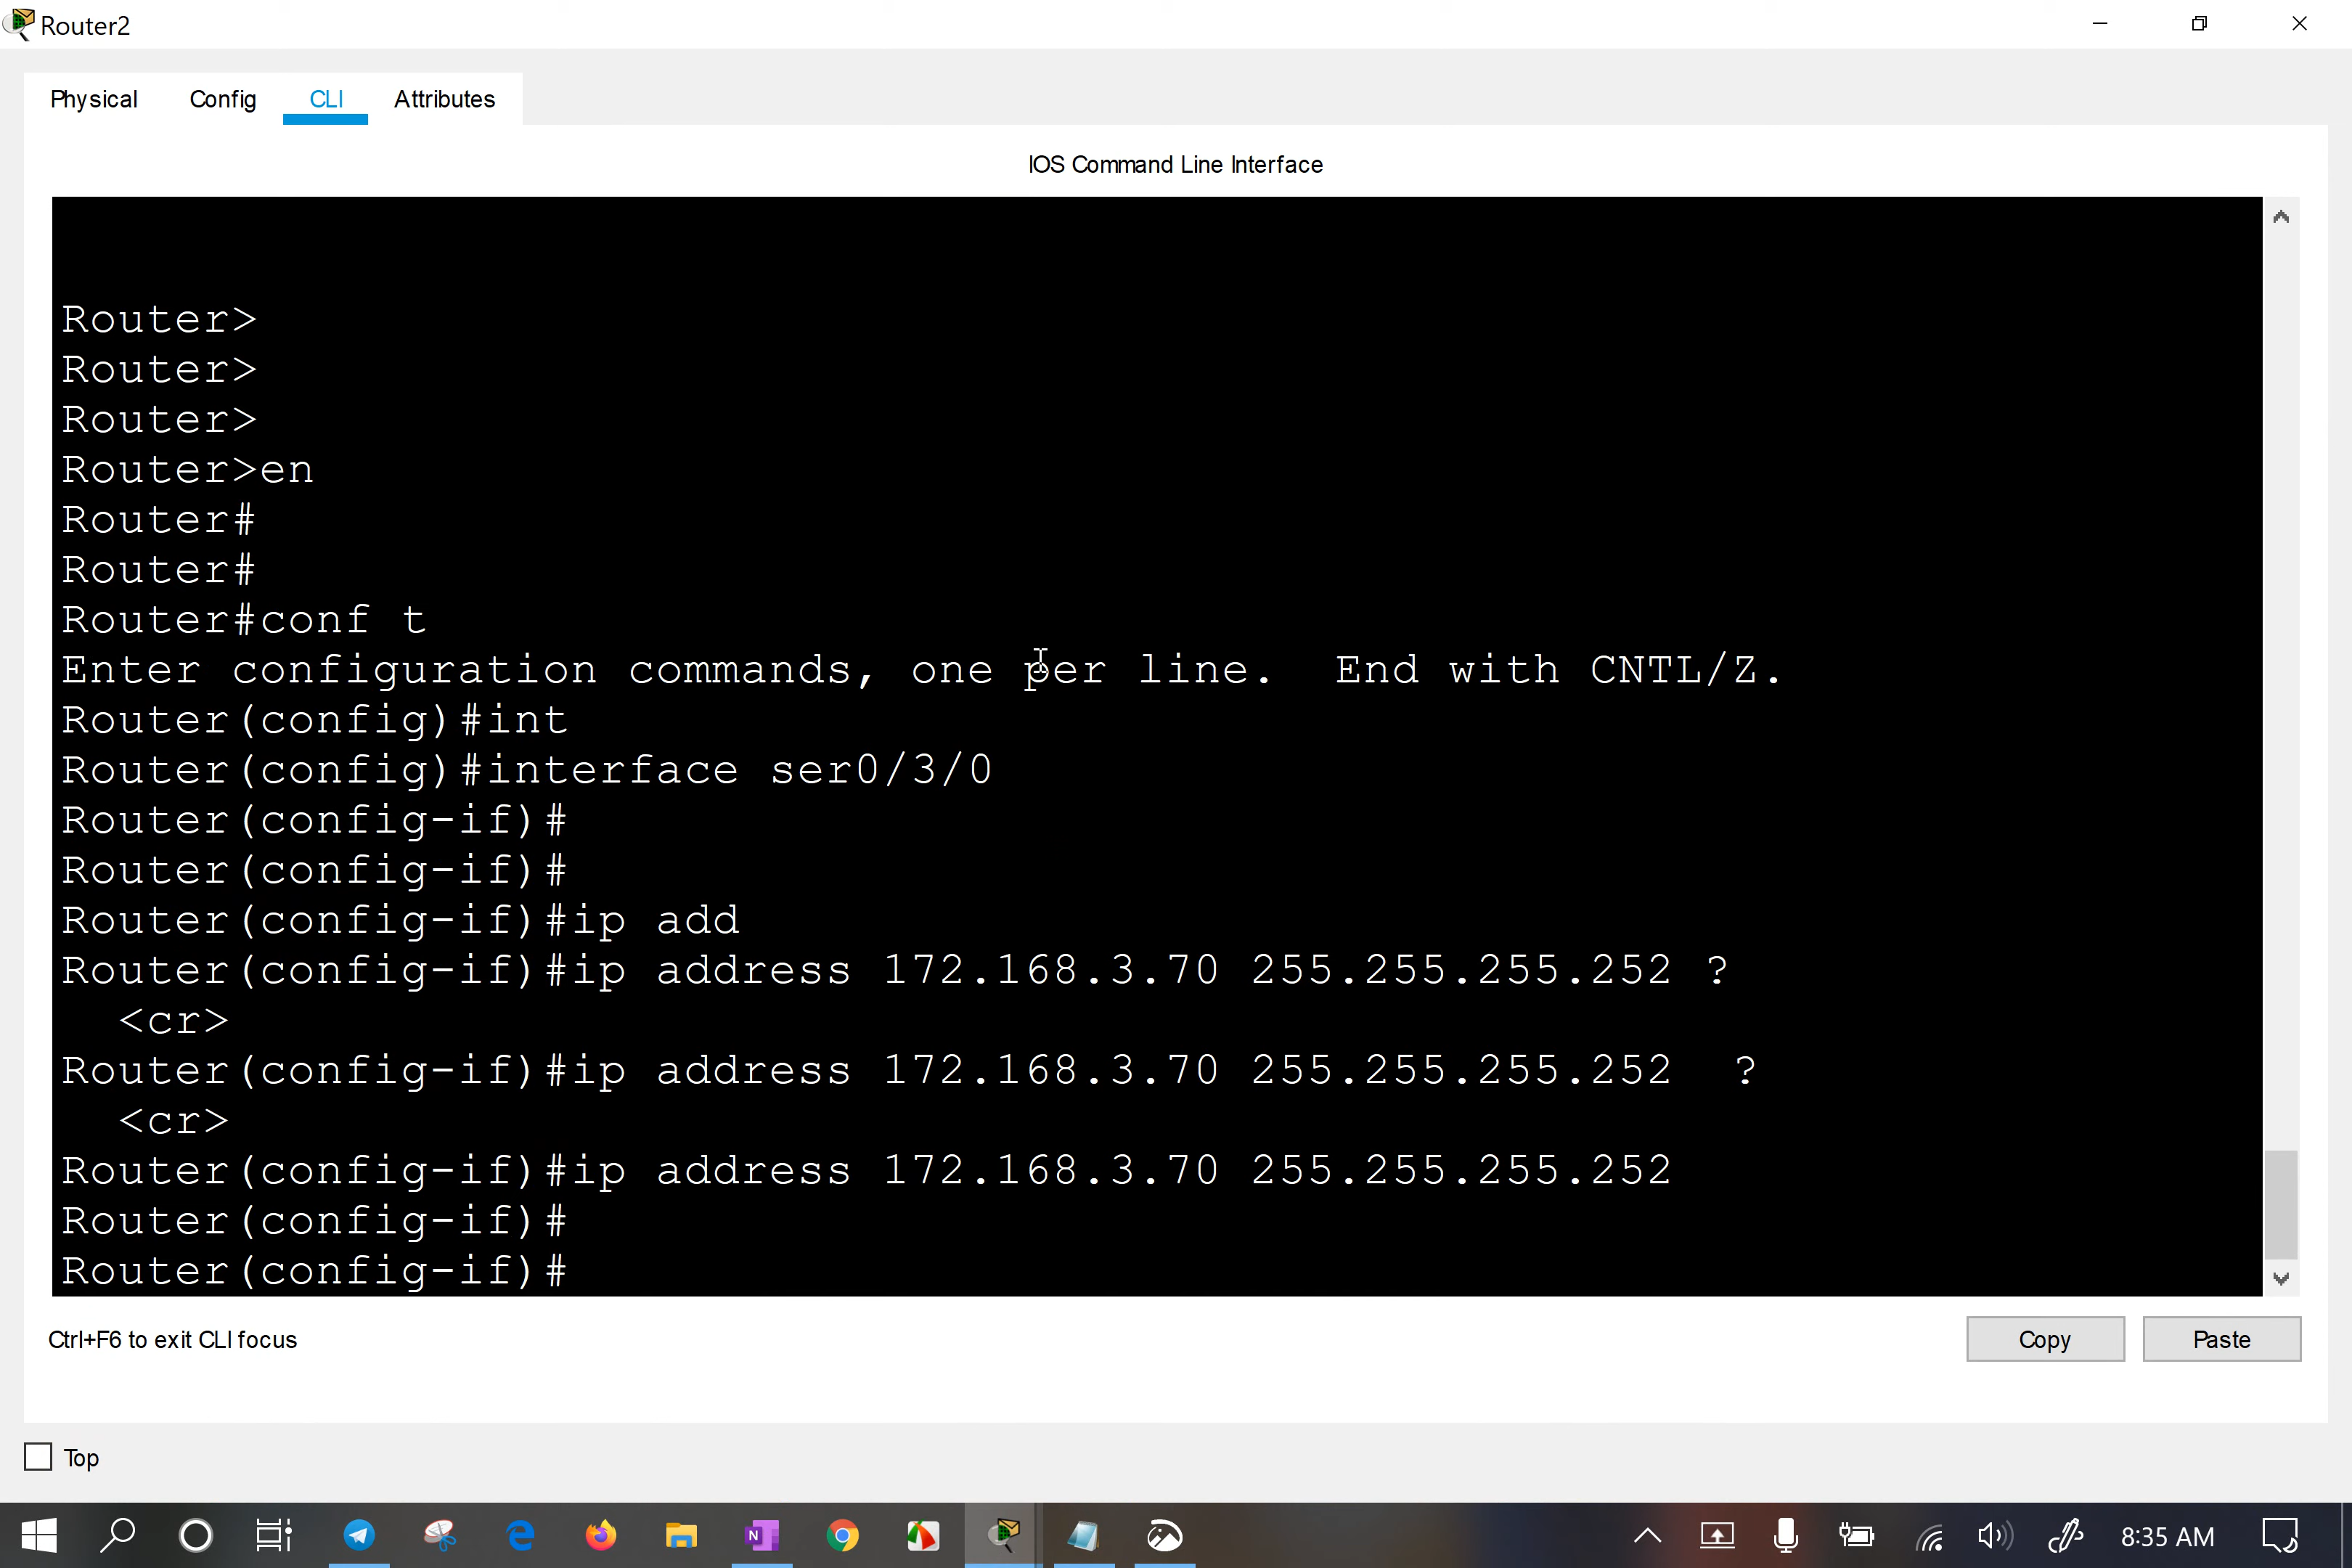 Router2
Physical Config CLI Attributes
IOS Command Line Interface
Router>
Router>
Router>
Router>en
Router#
Router#
Router#conf t
Enter configuration commands, one per line.  End with CNTL/Z.
Router(config)#int
Router(config)#interface ser0/3/0
Router(config-if)#
Router(config-if)#
Router(config-if)#ip add
Router(config-if)#ip address 172.168.3.70 255.255.255.252 ?
  <cr>
Router(config-if)#ip address 172.168.3.70 255.255.255.252  ?
  <cr>
Router(config-if)#ip address 172.168.3.70 255.255.255.252
Router(config-if)#
Router(config-if)#
Ctrl+F6 to exit CLI focus
Copy Paste
Top
N 8:35 AM